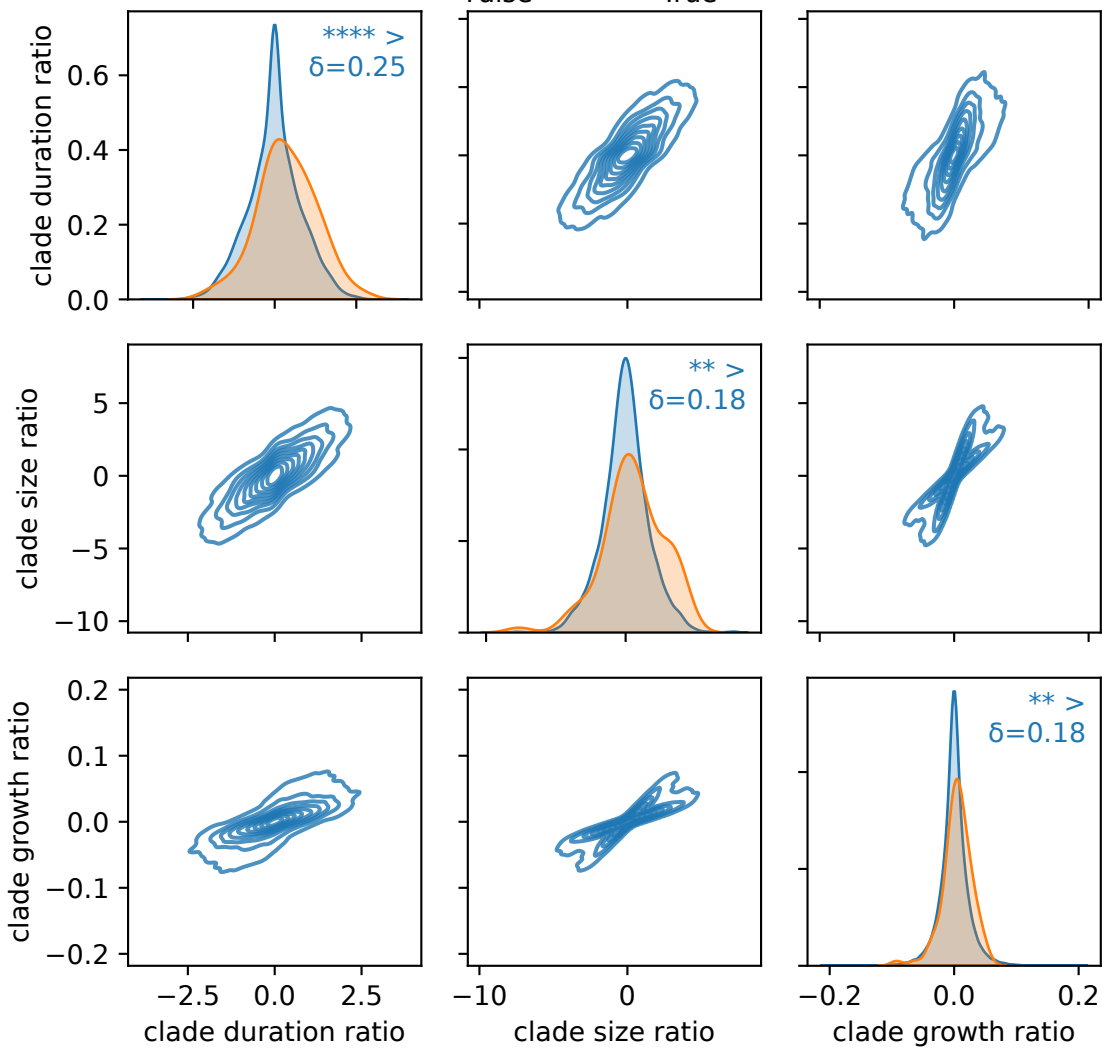 clade duration ratio
0.6
0.4
0.2
0.0
**** >
δ=0.25
clade size ratio
5
0
−5
−10
** >
δ=0.18
clade growth ratio
0.2
0.1
0.0
−0.1
−0.2
** >
δ=0.18
−2.5 0.0 2.5
−10 0
−0.2 0.0 0.2
clade duration ratio
clade size ratio
clade growth ratio